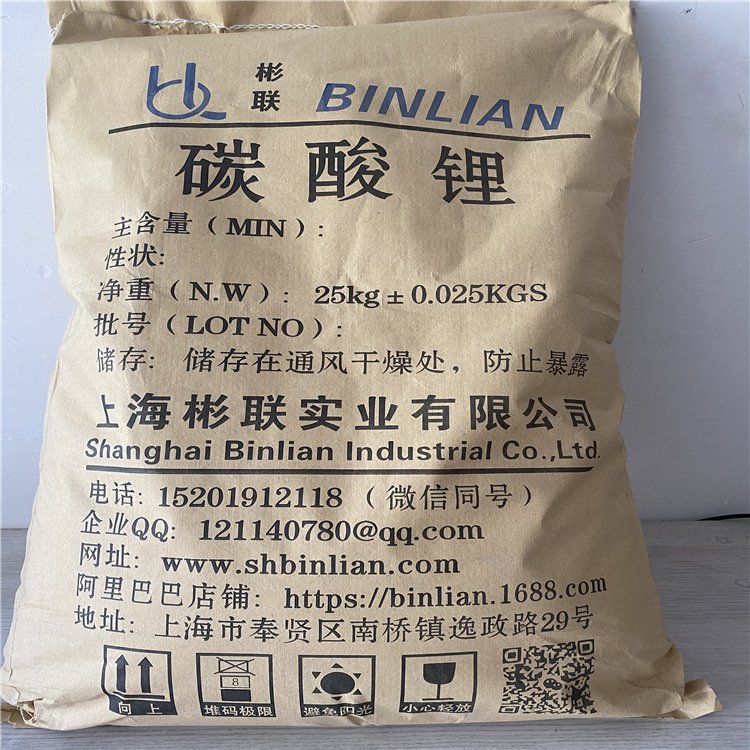 彬联 BINLIAN
碳酸锂
主含量（MIN）:
性状:
净重（N.W）: 25kg±0.025KGS
批号（LOT NO）:
储存: 储存在通风干燥处，防止暴露
上海彬联实业有限公司
Shanghai Binlian Industrial Co.,Ltd.
电话: 15201912118（微信同号）
企业QQ: 121140780@qq.com
网址: www.shbinlian.com
阿里巴巴店铺: https://binlian.1688.com
地址: 上海市奉贤区南桥镇逸政路29号
8
向上 堆码极限 避免阳光 小心轻放